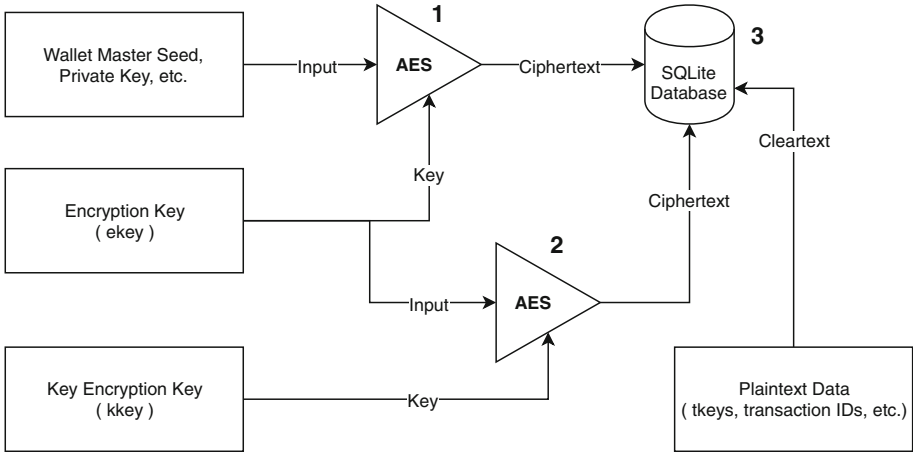 1
Wallet Master Seed,
Private Key, etc.
Input
AES
Ciphertext
SQLite
Database
3
Cleartext
Key
Encryption Key
( ekey )
Ciphertext
2
Input
AES
Key Encryption Key
( kkey )
Key
Plaintext Data
( tkeys, transaction IDs, etc.)